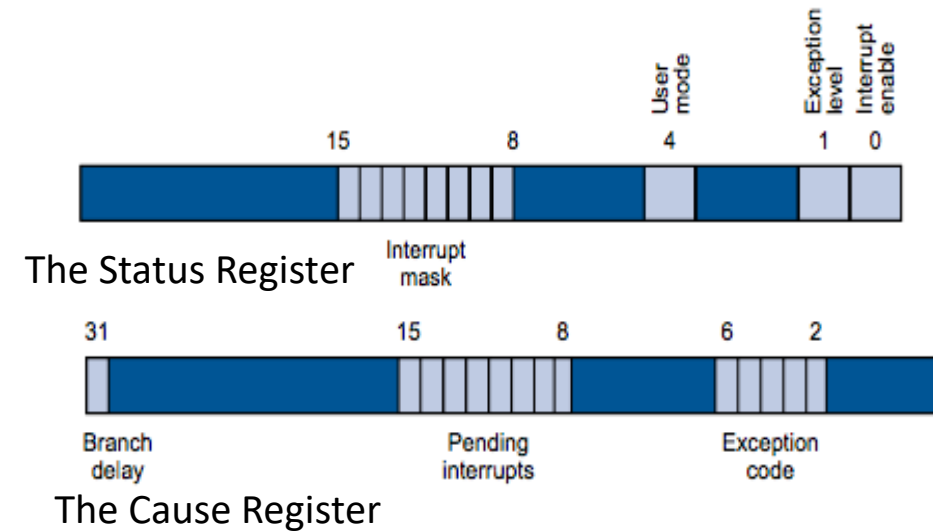 User
mode
Exception
level
Interrupt
enable
15 8 4 1 0
Interrupt
mask
The Status Register
31 15 8 6 2
Branch
delay
Pending
interrupts
Exception
code
The Cause Register